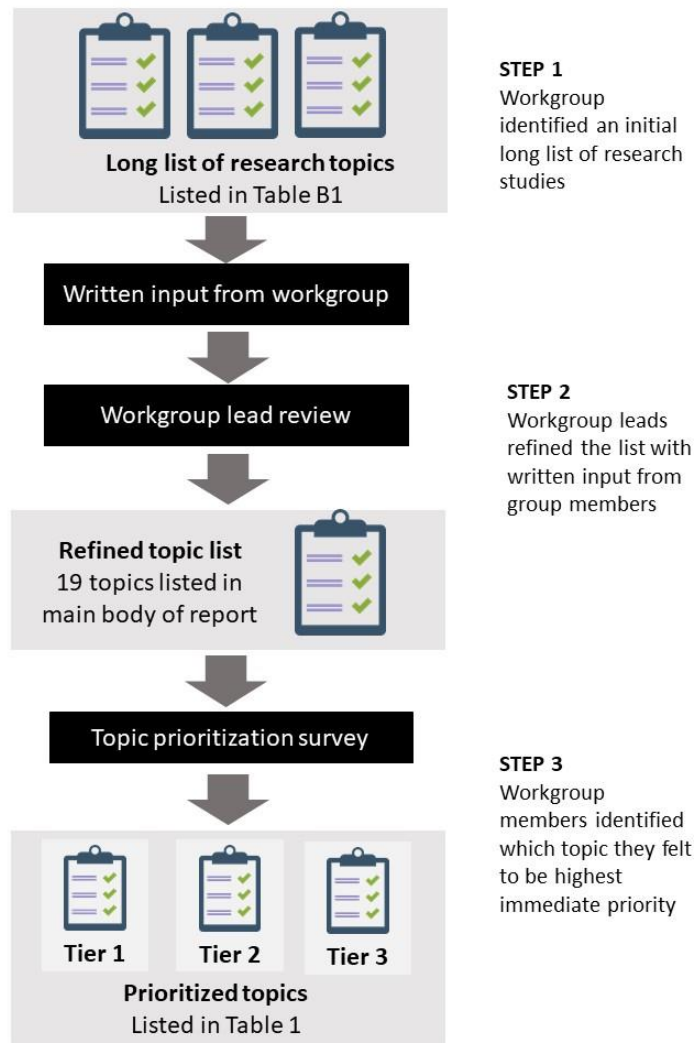 Long list of research topics
Listed in Table B1
STEP 1
Workgroup
identified an initial
long list of research
studies
Written input from workgroup
Workgroup lead review
STEP 2
Workgroup leads
refined the list with
written input from
group members
Refined topic list
19 topics listed in
main body of report
Topic prioritization survey
STEP 3
Workgroup
members identified
which topic they felt
to be highest
immediate priority
Tier 1
Tier 2
Tier 3
Prioritized topics
Listed in Table 1